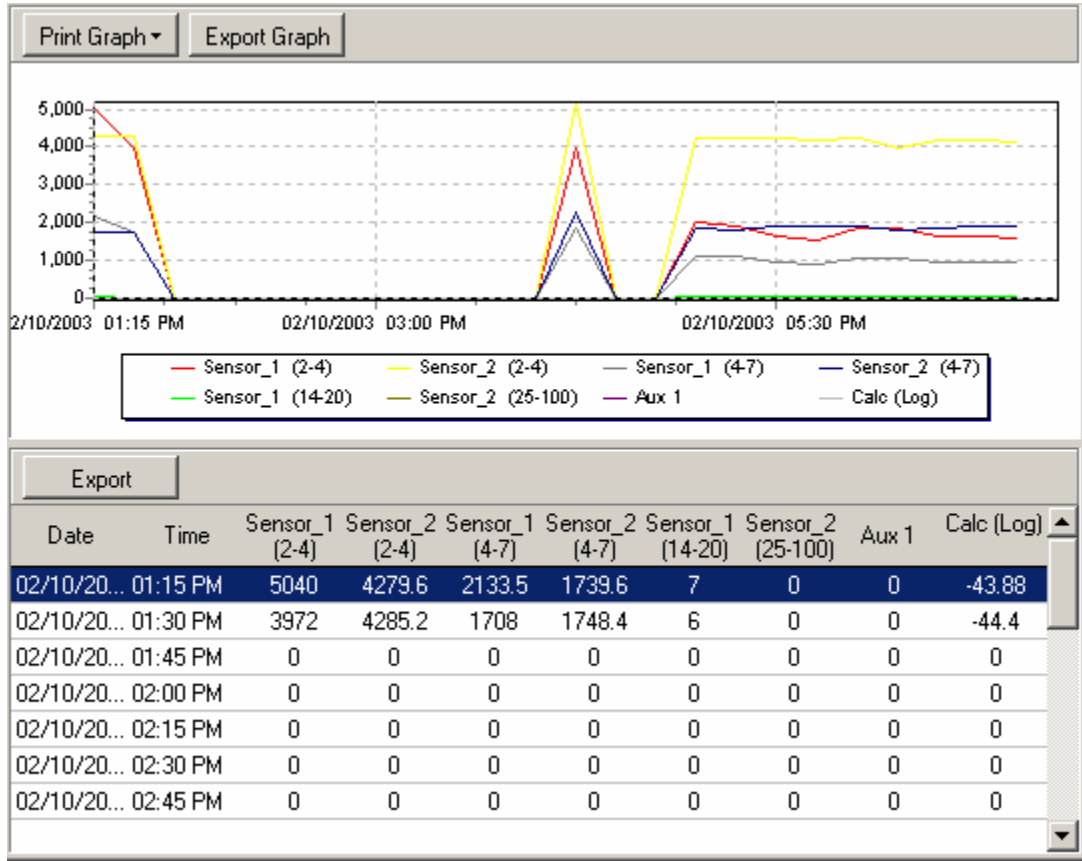 Print Graph Export Graph
5,000
4,000
3,000
2,000
1,000
0
2/10/2003 01:15 PM 02/10/2003 03:00 PM 02/10/2003 05:30 PM
Sensor_1 (2-4) Sensor_2 (2-4) Sensor_1 (4-7) Sensor_2 (4-7)
Sensor_1 (14-20) Sensor_2 (25-100) Aux 1 Calc (Log)
Export
Date Time Sensor_1 (2-4) Sensor_2 (2-4) Sensor_1 (4-7) Sensor_2 (4-7) Sensor_1 (14-20) Sensor_2 (25-100) Aux 1 Calc (Log)
02/10/20... 01:15 PM 5040 4279.6 2133.5 1739.6 7 0 0 -43.88
02/10/20... 01:30 PM 3972 4285.2 1708 1748.4 6 0 0 -44.4
02/10/20... 01:45 PM 0 0 0 0 0 0 0 0
02/10/20... 02:00 PM 0 0 0 0 0 0 0 0
02/10/20... 02:15 PM 0 0 0 0 0 0 0 0
02/10/20... 02:30 PM 0 0 0 0 0 0 0 0
02/10/20... 02:45 PM 0 0 0 0 0 0 0 0